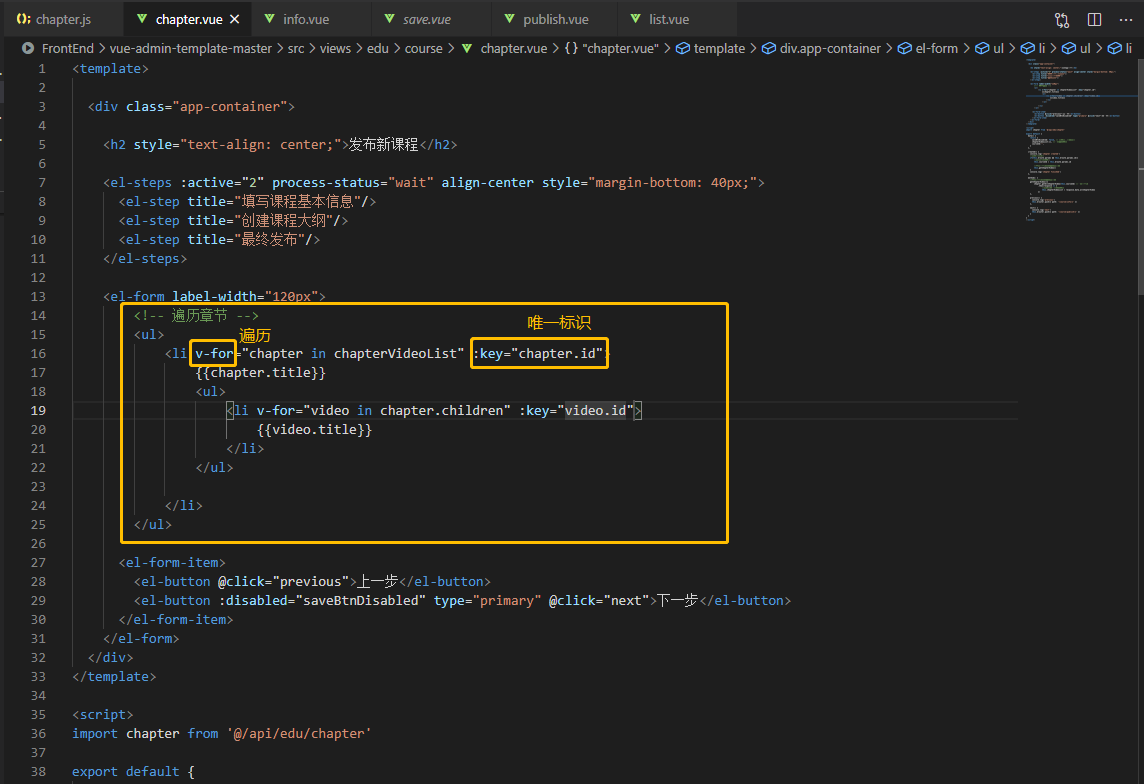 chapter.js chapter.vue info.vue save.vue publish.vue list.vue
FrontEnd > vue-admin-template-master > src > views > edu > course > chapter.vue > {} "chapter.vue" > template > div.app-container > el-form > ul > li > ul > li
1 <template>
2
3 <div class="app-container">
4
5 <h2 style="text-align: center;">发布新课程</h2>
6
7 <el-steps :active="2" process-status="wait" align-center style="margin-bottom: 40px;">
8 <el-step title="填写课程基本信息"/>
9 <el-step title="创建课程大纲"/>
10 <el-step title="最终发布"/>
11 </el-steps>
12
13 <el-form label-width="120px">
14 <!-- 遍历章节 -->
唯一标识
15 <ul>
遍历
16 <li v-for="chapter in chapterVideoList" :key="chapter.id">
17 {{chapter.title}}
18 <ul>
19 <li v-for="video in chapter.children" :key="video.id">
20 {{video.title}}
21 </li>
22 </ul>
23
24 </li>
25 </ul>
26
27 <el-form-item>
28 <el-button @click="previous">上一步</el-button>
29 <el-button :disabled="saveBtnDisabled" type="primary" @click="next">下一步</el-button>
30 </el-form-item>
31 </el-form>
32 </div>
33 </template>
34
35 <script>
36 import chapter from '@/api/edu/chapter'
37
38 export default {